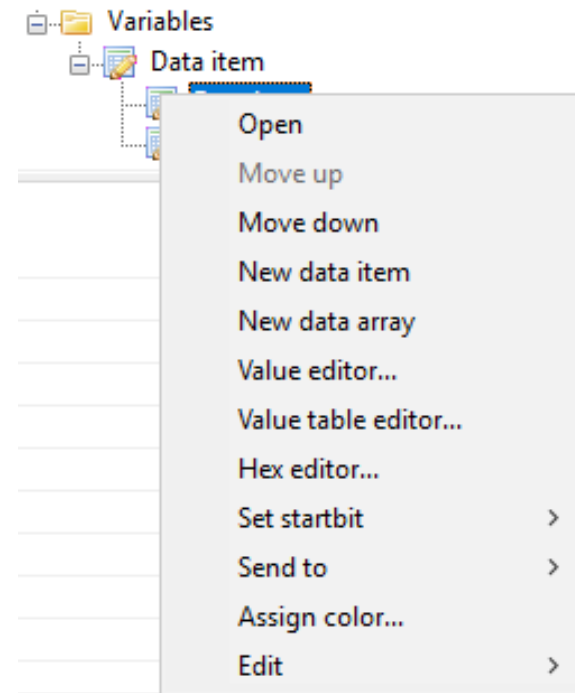 Variables
Data item
Open
Move up
Move down
New data item
New data array
Value editor...
Value table editor...
Hex editor...
Set startbit
Send to
Assign color...
Edit